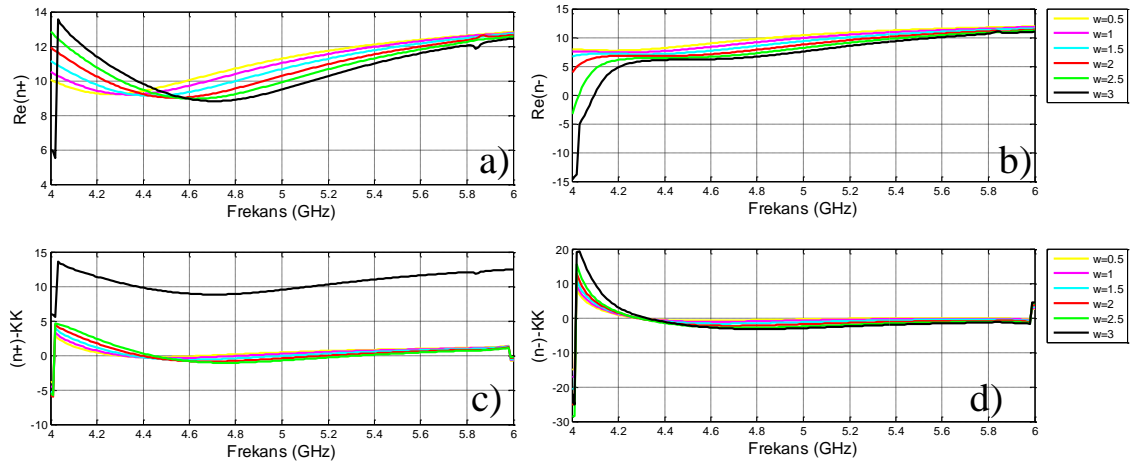 14
12
10
8
6
4
Re(n+)
4
4.2
4.4
4.6
4.8
5
5.2
5.4
5.6
5.8
6
Frekans (GHz)
a)
15
10
5
0
-5
-10
-15
Re(n-)
4
4.2
4.4
4.6
4.8
5
5.2
5.4
5.6
5.8
6
Frekans (GHz)
b)
w=0.5
w=1
w=1.5
w=2
w=2.5
w=3
15
10
5
0
-5
-10
(n+)-KK
4
4.2
4.4
4.6
4.8
5
5.2
5.4
5.6
5.8
6
Frekans (GHz)
c)
20
10
0
-10
-20
-30
(n-)-KK
4
4.2
4.4
4.6
4.8
5
5.2
5.4
5.6
5.8
6
Frekans (GHz)
d)
w=0.5
w=1
w=1.5
w=2
w=2.5
w=3